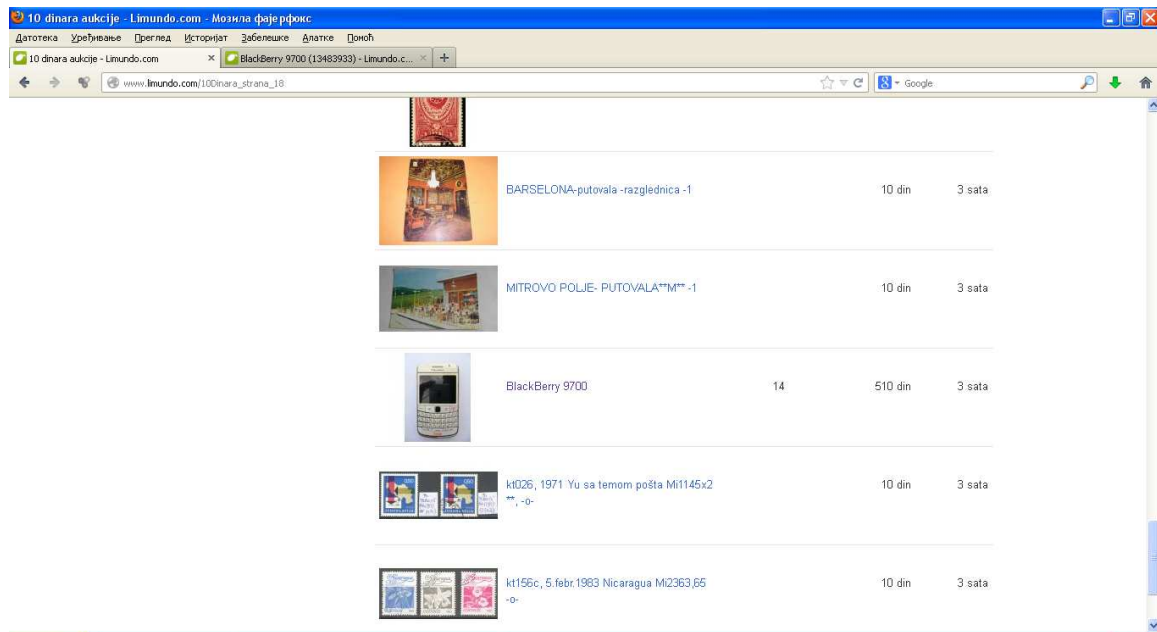 10 dinara aukcije - Limundo.com - Мозила фајерфокс
Датотека Уређивање Преглед Историјат Забелешке Алатке Помоћ
10 dinara aukcije - Limundo.com × BlackBerry 9700 (13483933) - Limundo.c... × +
www.limundo.com/10Dinara_strana_18 Google
BARSELONA-putovala -razglednica -1 10 din 3 sata
MITROVO POLJE- PUTOVALA**M** -1 10 din 3 sata
BlackBerry 9700 14 510 din 3 sata
kt026, 1971 Yu sa temom pošta Mi1145x2 10 din 3 sata
**, -o-
kt156c, 5.febr.1983 Nicaragua Mi2363,65 10 din 3 sata
-o-